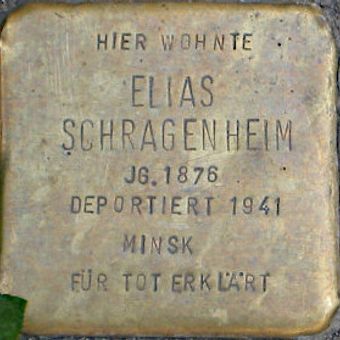 HIER WOHNTE
ELIAS
SCHRAGENHEIM
JG. 1876
DEPORTIERT 1941
MINSK
FÜR TOT ERKLÄRT